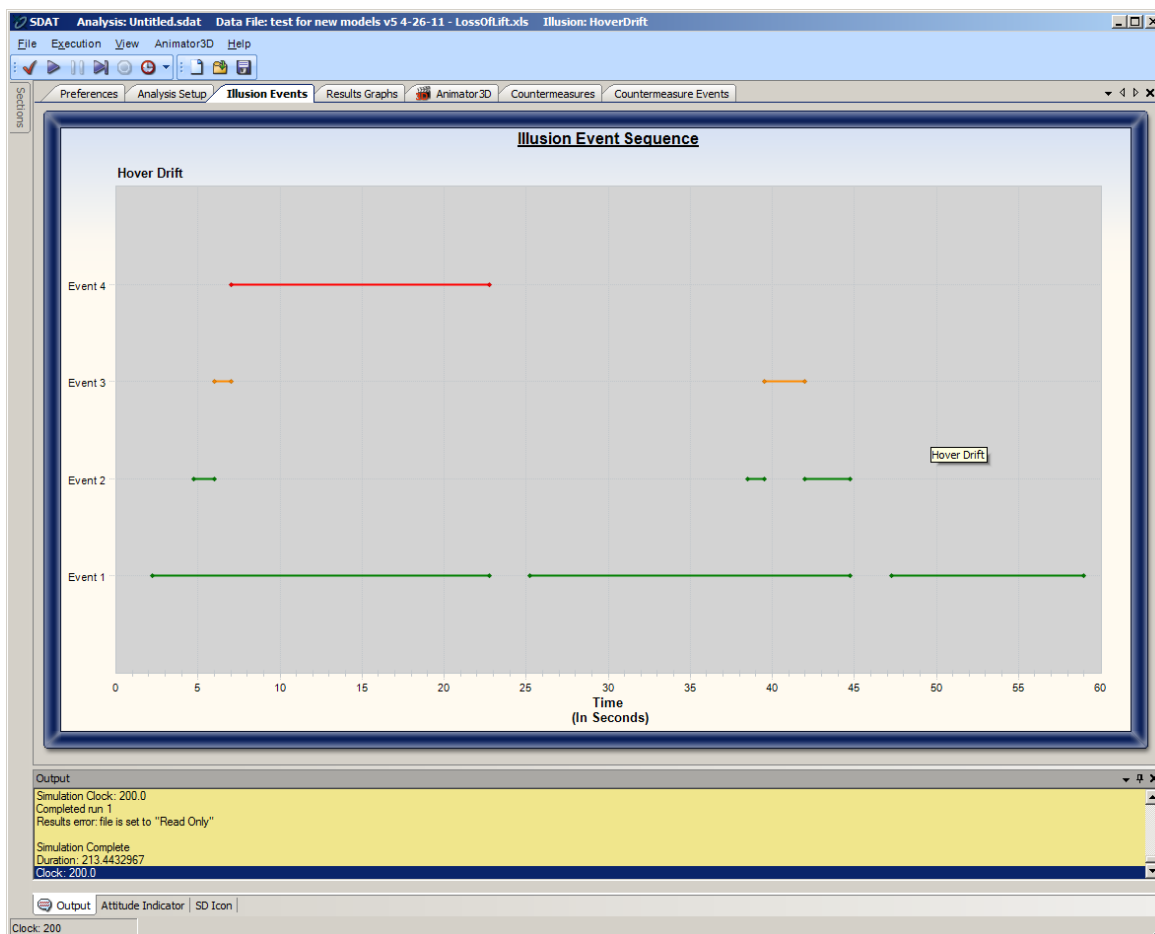 SDAT Analysis: Untitled.sdat Data File: test for new models v5 4-26-11 - LossOfLift.xls Illusion: HoverDrift
File Execution View Animator3D Help
Sections
Preferences Analysis Setup Illusion Events Results Graphs Animator3D Countermeasures Countermeasure Events
Illusion Event Sequence
Hover Drift
Event 4
Event 3
Hover Drift
Event 2
Event 1
0 5 10 15 20 25 30 35 40 45 50 55 60
Time
(In Seconds)
Output
Simulation Clock: 200.0
Completed run 1
Results error: file is set to "Read Only"
Simulation Complete
Duration: 213.4432967
Clock: 200.0
Output Attitude Indicator SD Icon
Clock: 200